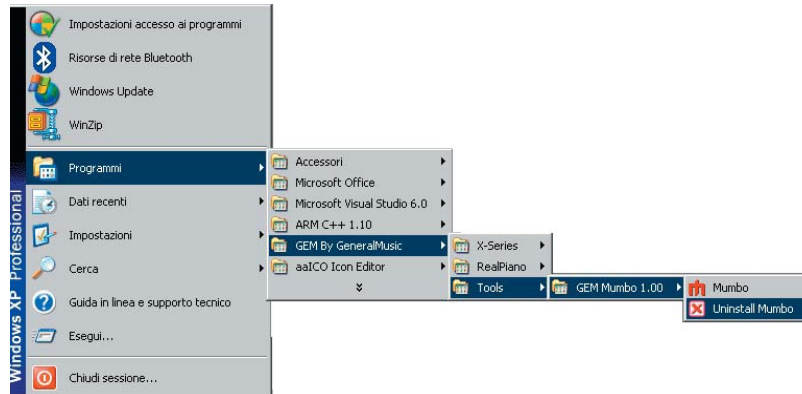 Impostazioni accesso ai programmi
Risorse di rete Bluetooth
Windows Update
WinZip
Programmi
Dati recenti
Impostazioni
Cerca
Guida in linea e supporto tecnico
Esegui...
Chiudi sessione...
Windows XP Professional
Accessori
Microsoft Office
Microsoft Visual Studio 6.0
ARM C++ 1.10
GEM By GeneralMusic
aaICO Icon Editor
X-Series
RealPiano
Tools
GEM Mumbo 1.00
Mumbo
Uninstall Mumbo